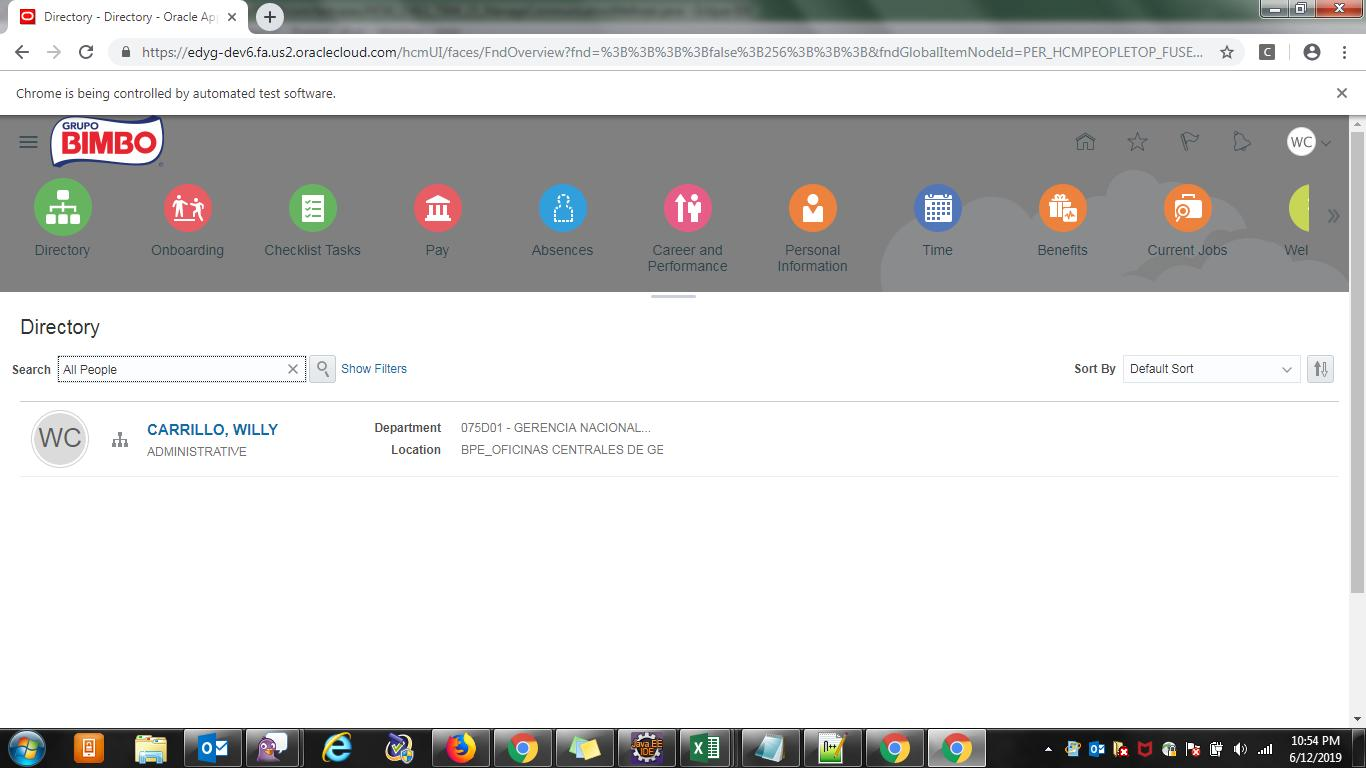 Directory - Directory - Oracle Ap
https://edyg-dev6.fa.us2.oraclecloud.com/hcmUI/faces/FndOverview?fnd=%3B%3B%3B%3Bfalse%3B256%3B%3B%3B&fndGlobalItemNodeId=PER_HCMPEOPLETOP_FUSE...
C
Chrome is being controlled by automated test software.
GRUPO
BIMBO
WC
Directory
Onboarding
Checklist Tasks
Pay
Absences
Career and
Performance
Personal
Information
Time
Benefits
Current Jobs
Wel
Directory
Search
All People
Show Filters
Sort By
Default Sort
WC
CARRILLO, WILLY
ADMINISTRATIVE
Department
075D01 - GERENCIA NACIONAL...
Location
BPE_OFICINAS CENTRALES DE GE
Java EE
IDE
10:54 PM
6/12/2019